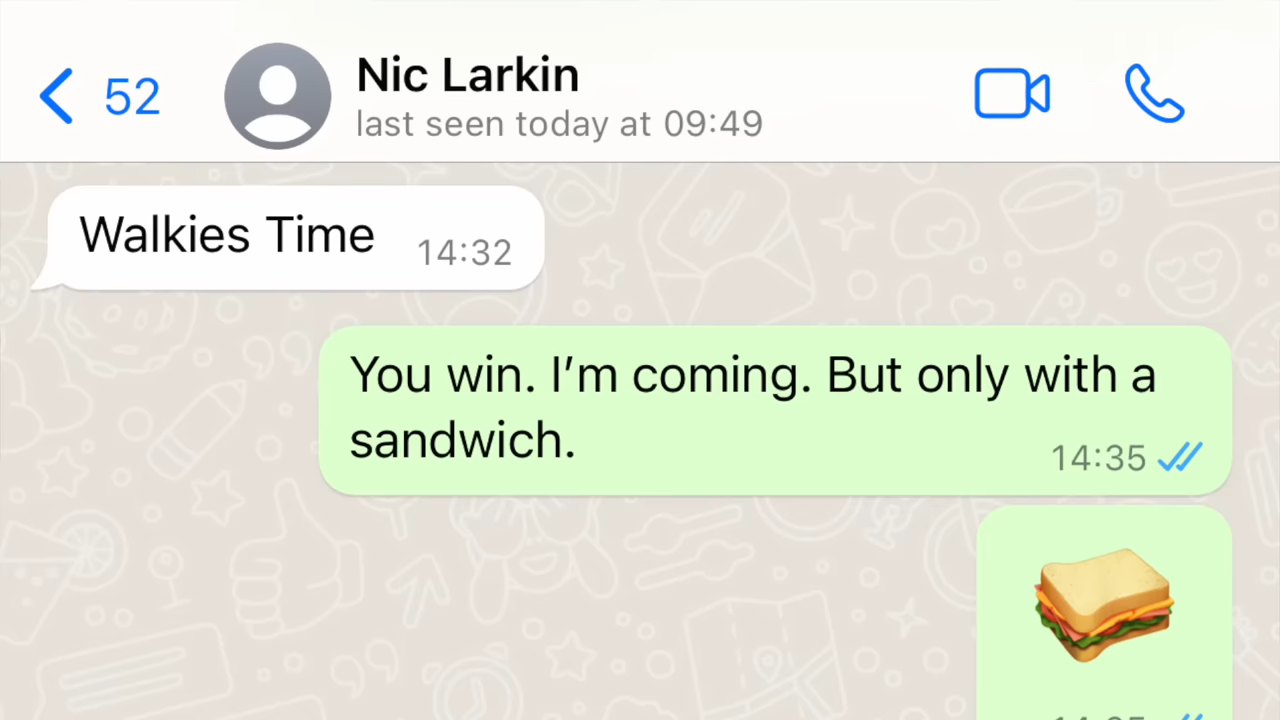 52
Nic Larkin
last seen today at 09:49
Walkies Time
14:32
You win. I’m coming. But only with a
sandwich.
14:35